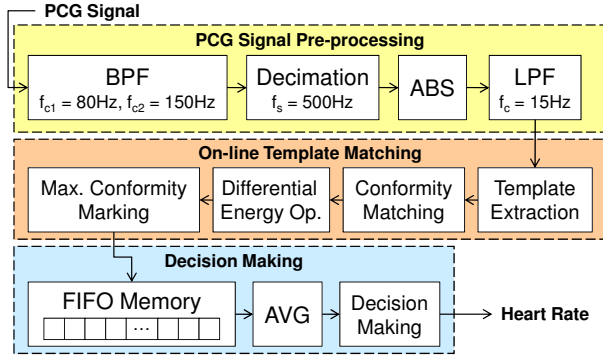 PCG Signal
PCG Signal Pre-processing
BPF
fc1 = 80Hz, fc2 = 150Hz
Decimation
fs = 500Hz
ABS
LPF
fc = 15Hz
On-line Template Matching
Max. Conformity
Marking
Differential
Energy Op.
Conformity
Matching
Template
Extraction
Decision Making
FIFO Memory
...
AVG
Decision
Making
Heart Rate